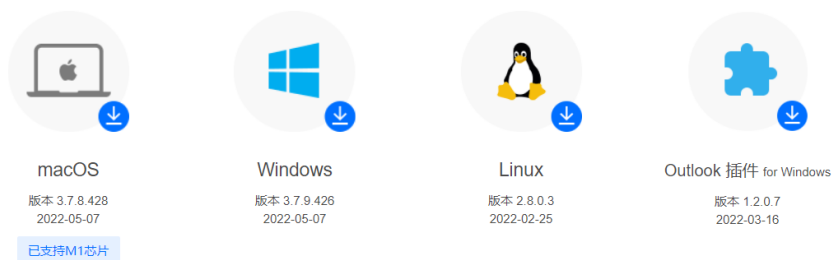 macOS
版本 3.7.8.428
2022-05-07
已支持M1芯片
Windows
版本 3.7.9.426
2022-05-07
Linux
版本 2.8.0.3
2022-02-25
Outlook 插件 for Windows
版本 1.2.0.7
2022-03-16